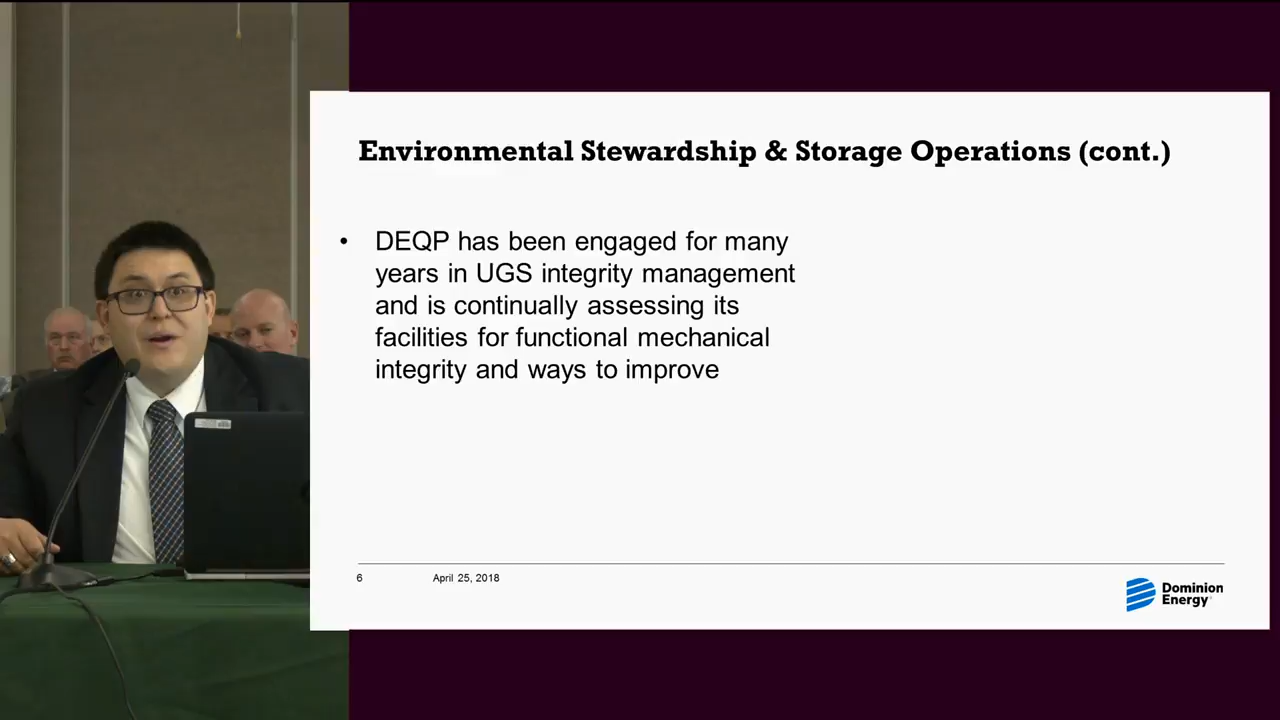 Environmental Stewardship & Storage Operations (cont.)
• DEQP has been engaged for many
years in UGS integrity management
and is continually assessing its
facilities for functional mechanical
integrity and ways to improve
6 April 25, 2018
Dominion
Energy